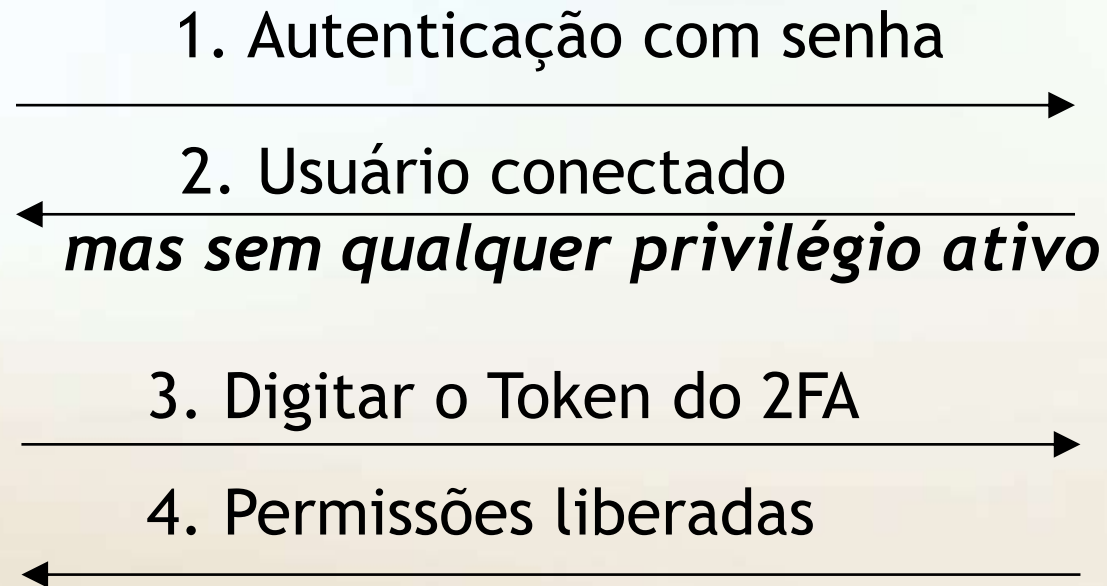 1. Autenticação com senha
2. Usuário conectado
mas sem qualquer privilégio ativo
3. Digitar o Token do 2FA
4. Permissões liberadas